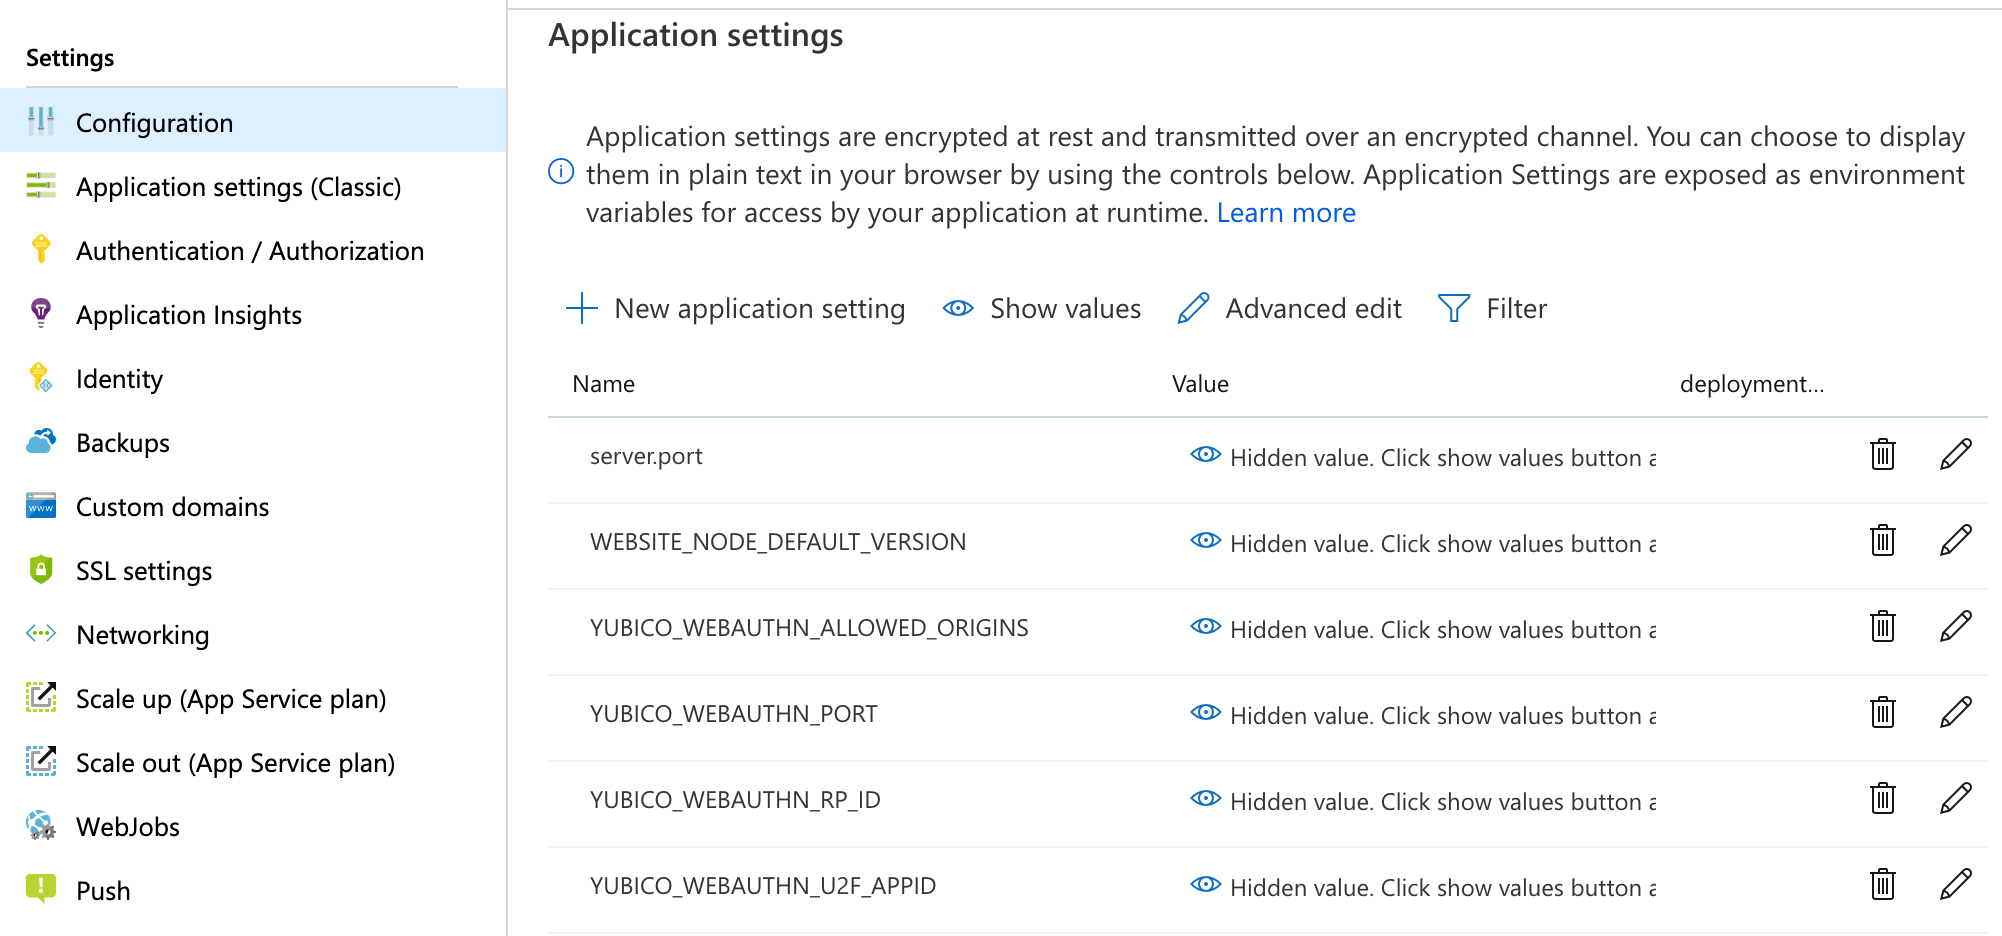 Settings
Configuration
Application settings (Classic)
Authentication / Authorization
Application Insights
Identity
Backups
www
Custom domains
SSL settings
Networking
Scale up (App Service plan)
Scale out (App Service plan)
WebJobs
Push
Application settings
Application settings are encrypted at rest and transmitted over an encrypted channel. You can choose to display
them in plain text in your browser by using the controls below. Application Settings are exposed as environment
variables for access by your application at runtime. Learn more
New application setting Show values Advanced edit Filter
Name Value deployment...
server.port Hidden value. Click show values button a
WEBSITE_NODE_DEFAULT_VERSION Hidden value. Click show values button a
YUBICO_WEBAUTHN_ALLOWED_ORIGINS Hidden value. Click show values button a
YUBICO_WEBAUTHN_PORT Hidden value. Click show values button a
YUBICO_WEBAUTHN_RP_ID Hidden value. Click show values button a
YUBICO_WEBAUTHN_U2F_APPID Hidden value. Click show values button a